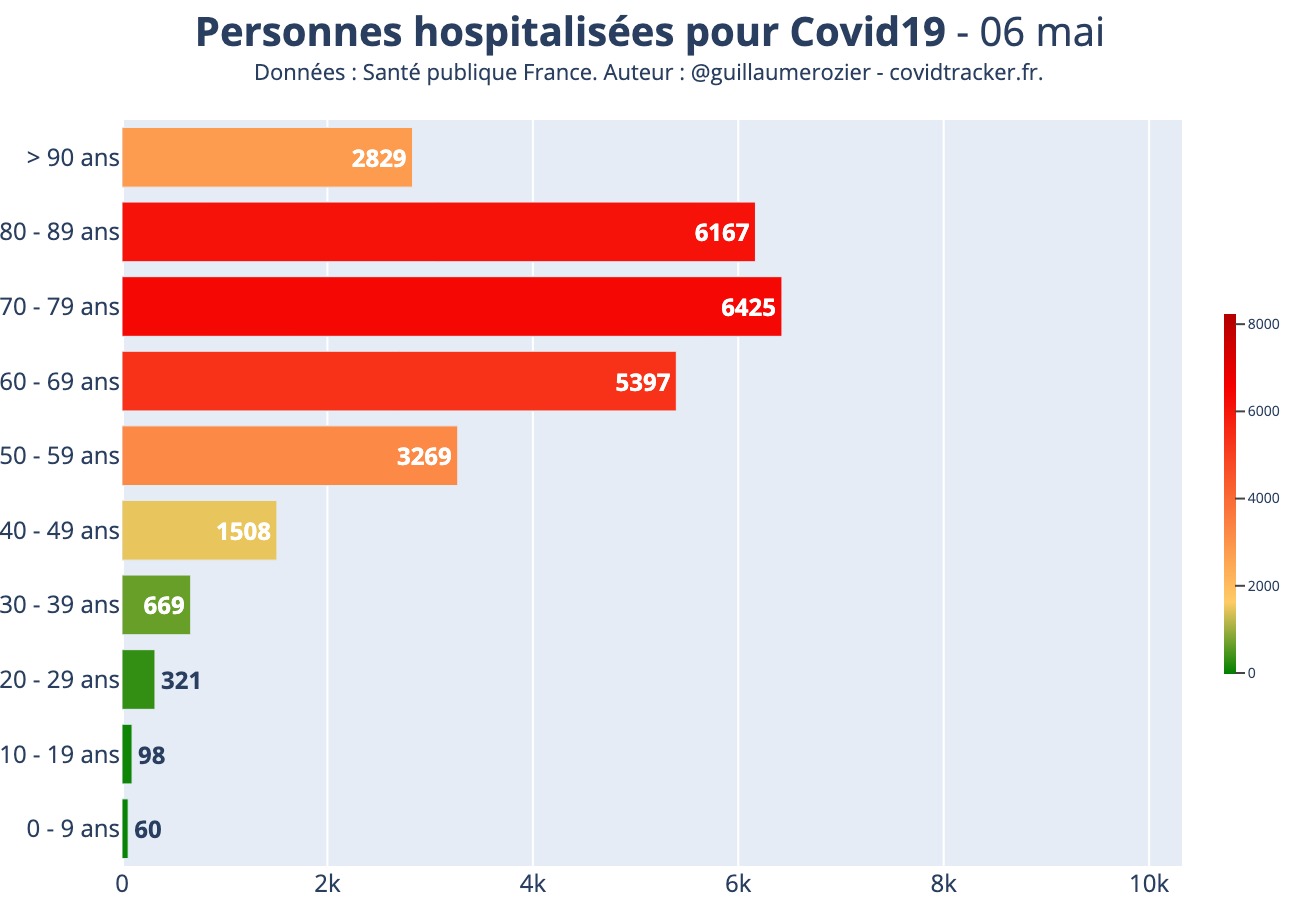 Personnes hospitalisées pour Covid19 - 06 mai
Données : Santé publique France. Auteur : @guillaumerozier - covidtracker.fr.
> 90 ans 2829
80 - 89 ans 6167
70 - 79 ans 6425
60 - 69 ans 5397
50 - 59 ans 3269
40 - 49 ans 1508
30 - 39 ans 669
20 - 29 ans 321
10 - 19 ans 98
0 - 9 ans 60
0 2k 4k 6k 8k 10k
8000
6000
4000
2000
0